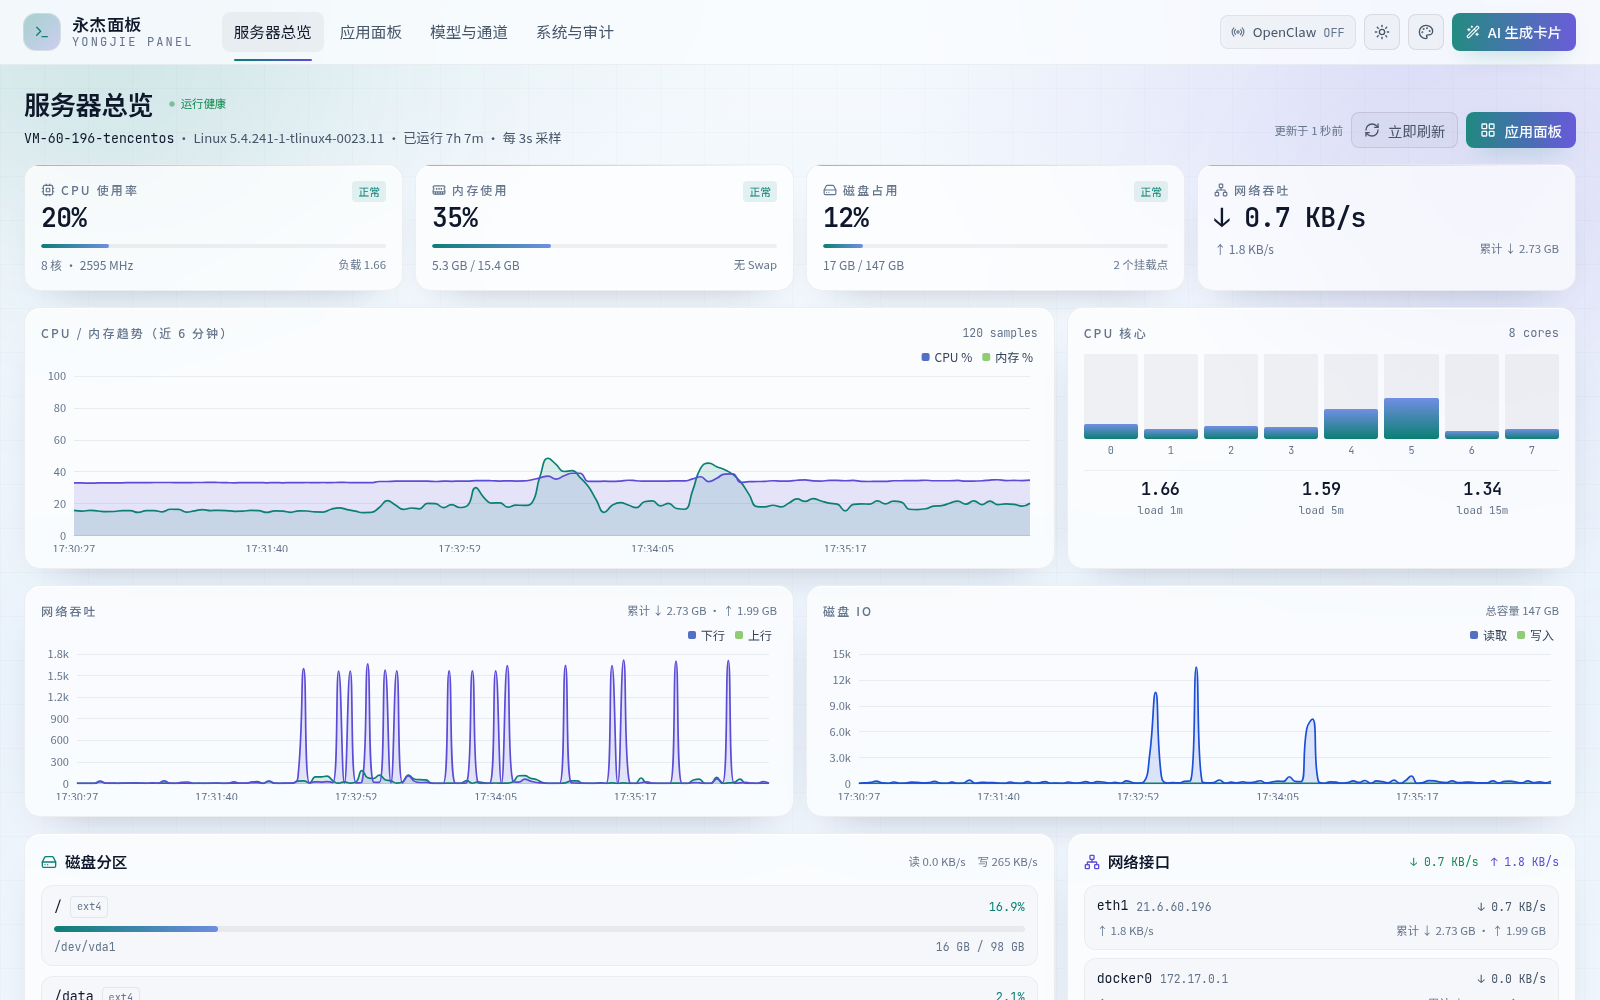 永杰面板
YONGJIE PANEL
服务器总览
应用面板
模型与通道
系统与审计
OpenClaw OFF
AI 生成卡片
服务器总览
运行健康
VM-60-196-tencentos • Linux 5.4.241-1-tlinux4-0023.11 • 已运行 7h 7m • 每 3s 采样
更新于 1 秒前
立即刷新
应用面板
CPU 使用率
正常
20%
8 核 • 2595 MHz
负载 1.66
内存使用
正常
35%
5.3 GB / 15.4 GB
无 Swap
磁盘占用
正常
12%
17 GB / 147 GB
2 个挂载点
网络吞吐
↓ 0.7 KB/s
↑ 1.8 KB/s
累计 ↓ 2.73 GB
CPU / 内存趋势（近 6 分钟）
120 samples
CPU %
内存 %
100
80
60
40
20
0
17:30:27
17:31:40
17:32:52
17:34:05
17:35:17
CPU 核心
8 cores
0 1 2 3 4 5 6 7
1.66
load 1m
1.59
load 5m
1.34
load 15m
网络吞吐
累计 ↓ 2.73 GB • ↑ 1.99 GB
下行
上行
1.8k
1.5k
1.2k
900
600
300
0
17:30:27
17:31:40
17:32:52
17:34:05
17:35:17
磁盘 IO
总容量 147 GB
读取
写入
15k
12k
9.0k
6.0k
3.0k
0
17:30:27
17:31:40
17:32:52
17:34:05
17:35:17
磁盘分区
读 0.0 KB/s 写 265 KB/s
/ ext4
16.9%
/dev/vda1
16 GB / 98 GB
/data ext4
2.1%
网络接口
↓ 0.7 KB/s ↑ 1.8 KB/s
eth1 21.6.60.196
↓ 0.7 KB/s
↑ 1.8 KB/s
累计 ↓ 2.73 GB • ↑ 1.99 GB
docker0 172.17.0.1
↓ 0.0 KB/s